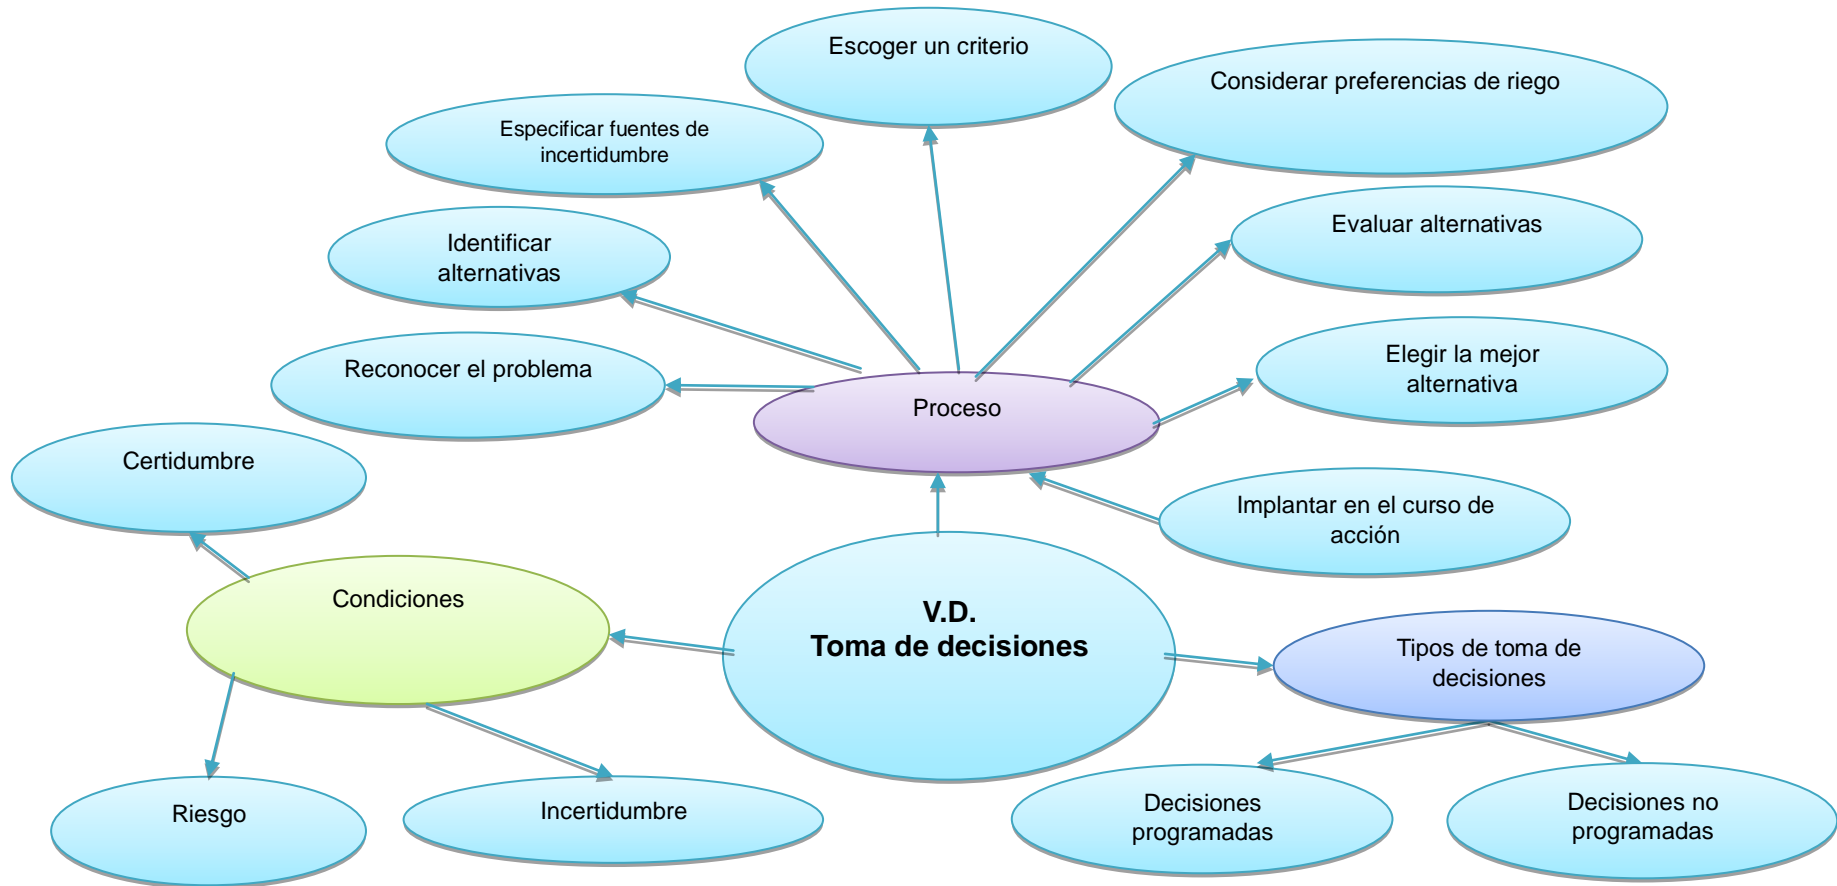 Escoger un criterio
Considerar preferencias de riego
Especificar fuentes de
incertidumbre
Evaluar alternativas
Identificar
alternativas
Elegir la mejor
alternativa
Reconocer el problema
Proceso
Certidumbre
Implantar en el curso de
acción
Condiciones
V.D.
Toma de decisiones
Tipos de toma de
decisiones
Riesgo
Incertidumbre
Decisiones
programadas
Decisiones no
programadas